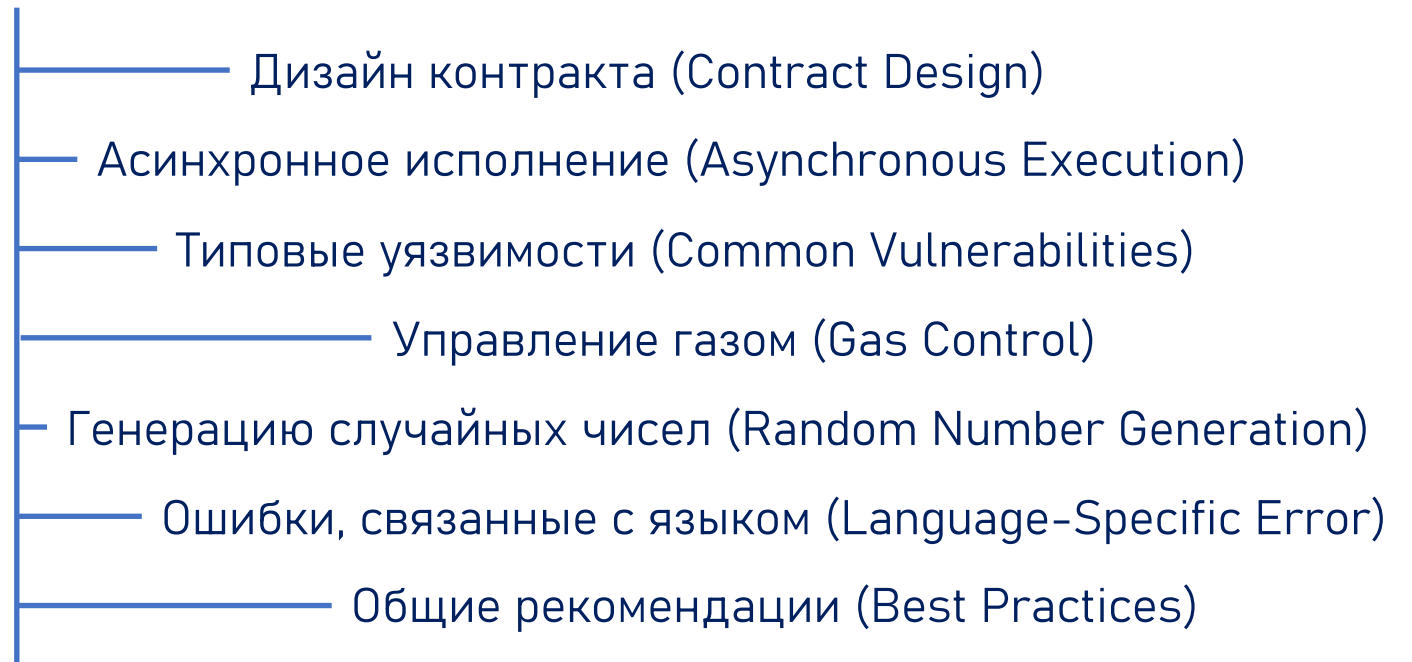 Дизайн контракта (Contract Design)
Асинхронное исполнение (Asynchronous Execution)
Типовые уязвимости (Common Vulnerabilities)
Управление газом (Gas Control)
Генерацию случайных чисел (Random Number Generation)
Ошибки, связанные с языком (Language-Specific Error)
Общие рекомендации (Best Practices)